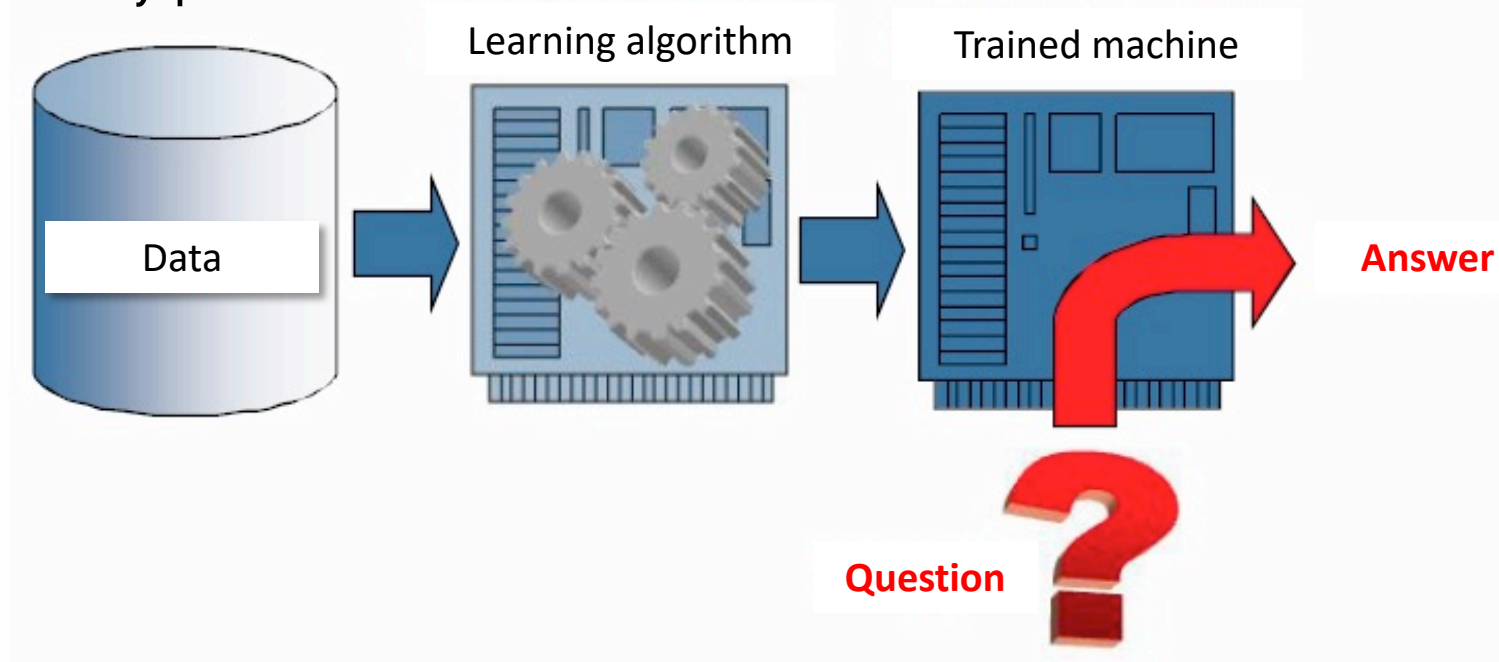 Learning algorithm
Trained machine
Data
Answer
Question